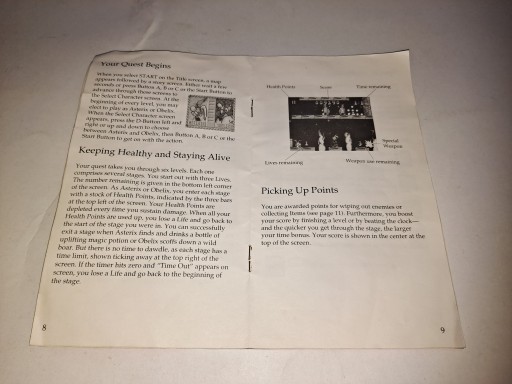 Your Quest Begins
When you select START on the Title screen, a map
appears followed by a story screen. Either wait a few
seconds or press Button A, B or C or the Start Button to
advance through these screens to
the Select Character screen. At the
beginning of every level, you may
elect to play as Asterix or Obelix.
When the Select Character screen
appears, press the D-Button left and
right or up and down to choose
between Asterix and Obelix, then Button A, B or C or the
Start Button to get on with the action.
Keeping Healthy and Staying Alive
Your quest takes you through six levels. Each one
comprises several stages. You start out with three Lives.
The number remaining is given in the bottom left corner
of the screen. As Asterix or Obelix, you enter each stage
with a stock of Health Points, indicated by the three bars
at the top left of the screen. Your Health Points are
depleted every time you sustain damage. When all your
Health Points are used up, you lose a Life and go back to
the start of the stage you were in. You can successfully
exit a stage when Asterix finds and drinks a bottle of
uplifting magic potion or Obelix scoffs down a wild
boar. But there is no time to dawdle, as each stage has a
time limit, shown ticking away at the top right of the
screen. If the timer hits zero and "Time Out" appears on
screen, you lose a Life and go back to the beginning of
the stage.
8
Health Points
Score
Time remaining
Special
Weapon
Lives remaining
Weapon use remaining
Picking Up Points
You are awarded points for wiping out enemies or
collecting Items (see page 11). Furthermore, you boost
your score by finishing a level or by beating the clock—
and the quicker you get through the stage, the larger
your time bonus. Your score is shown in the center at the
top of the screen.
9